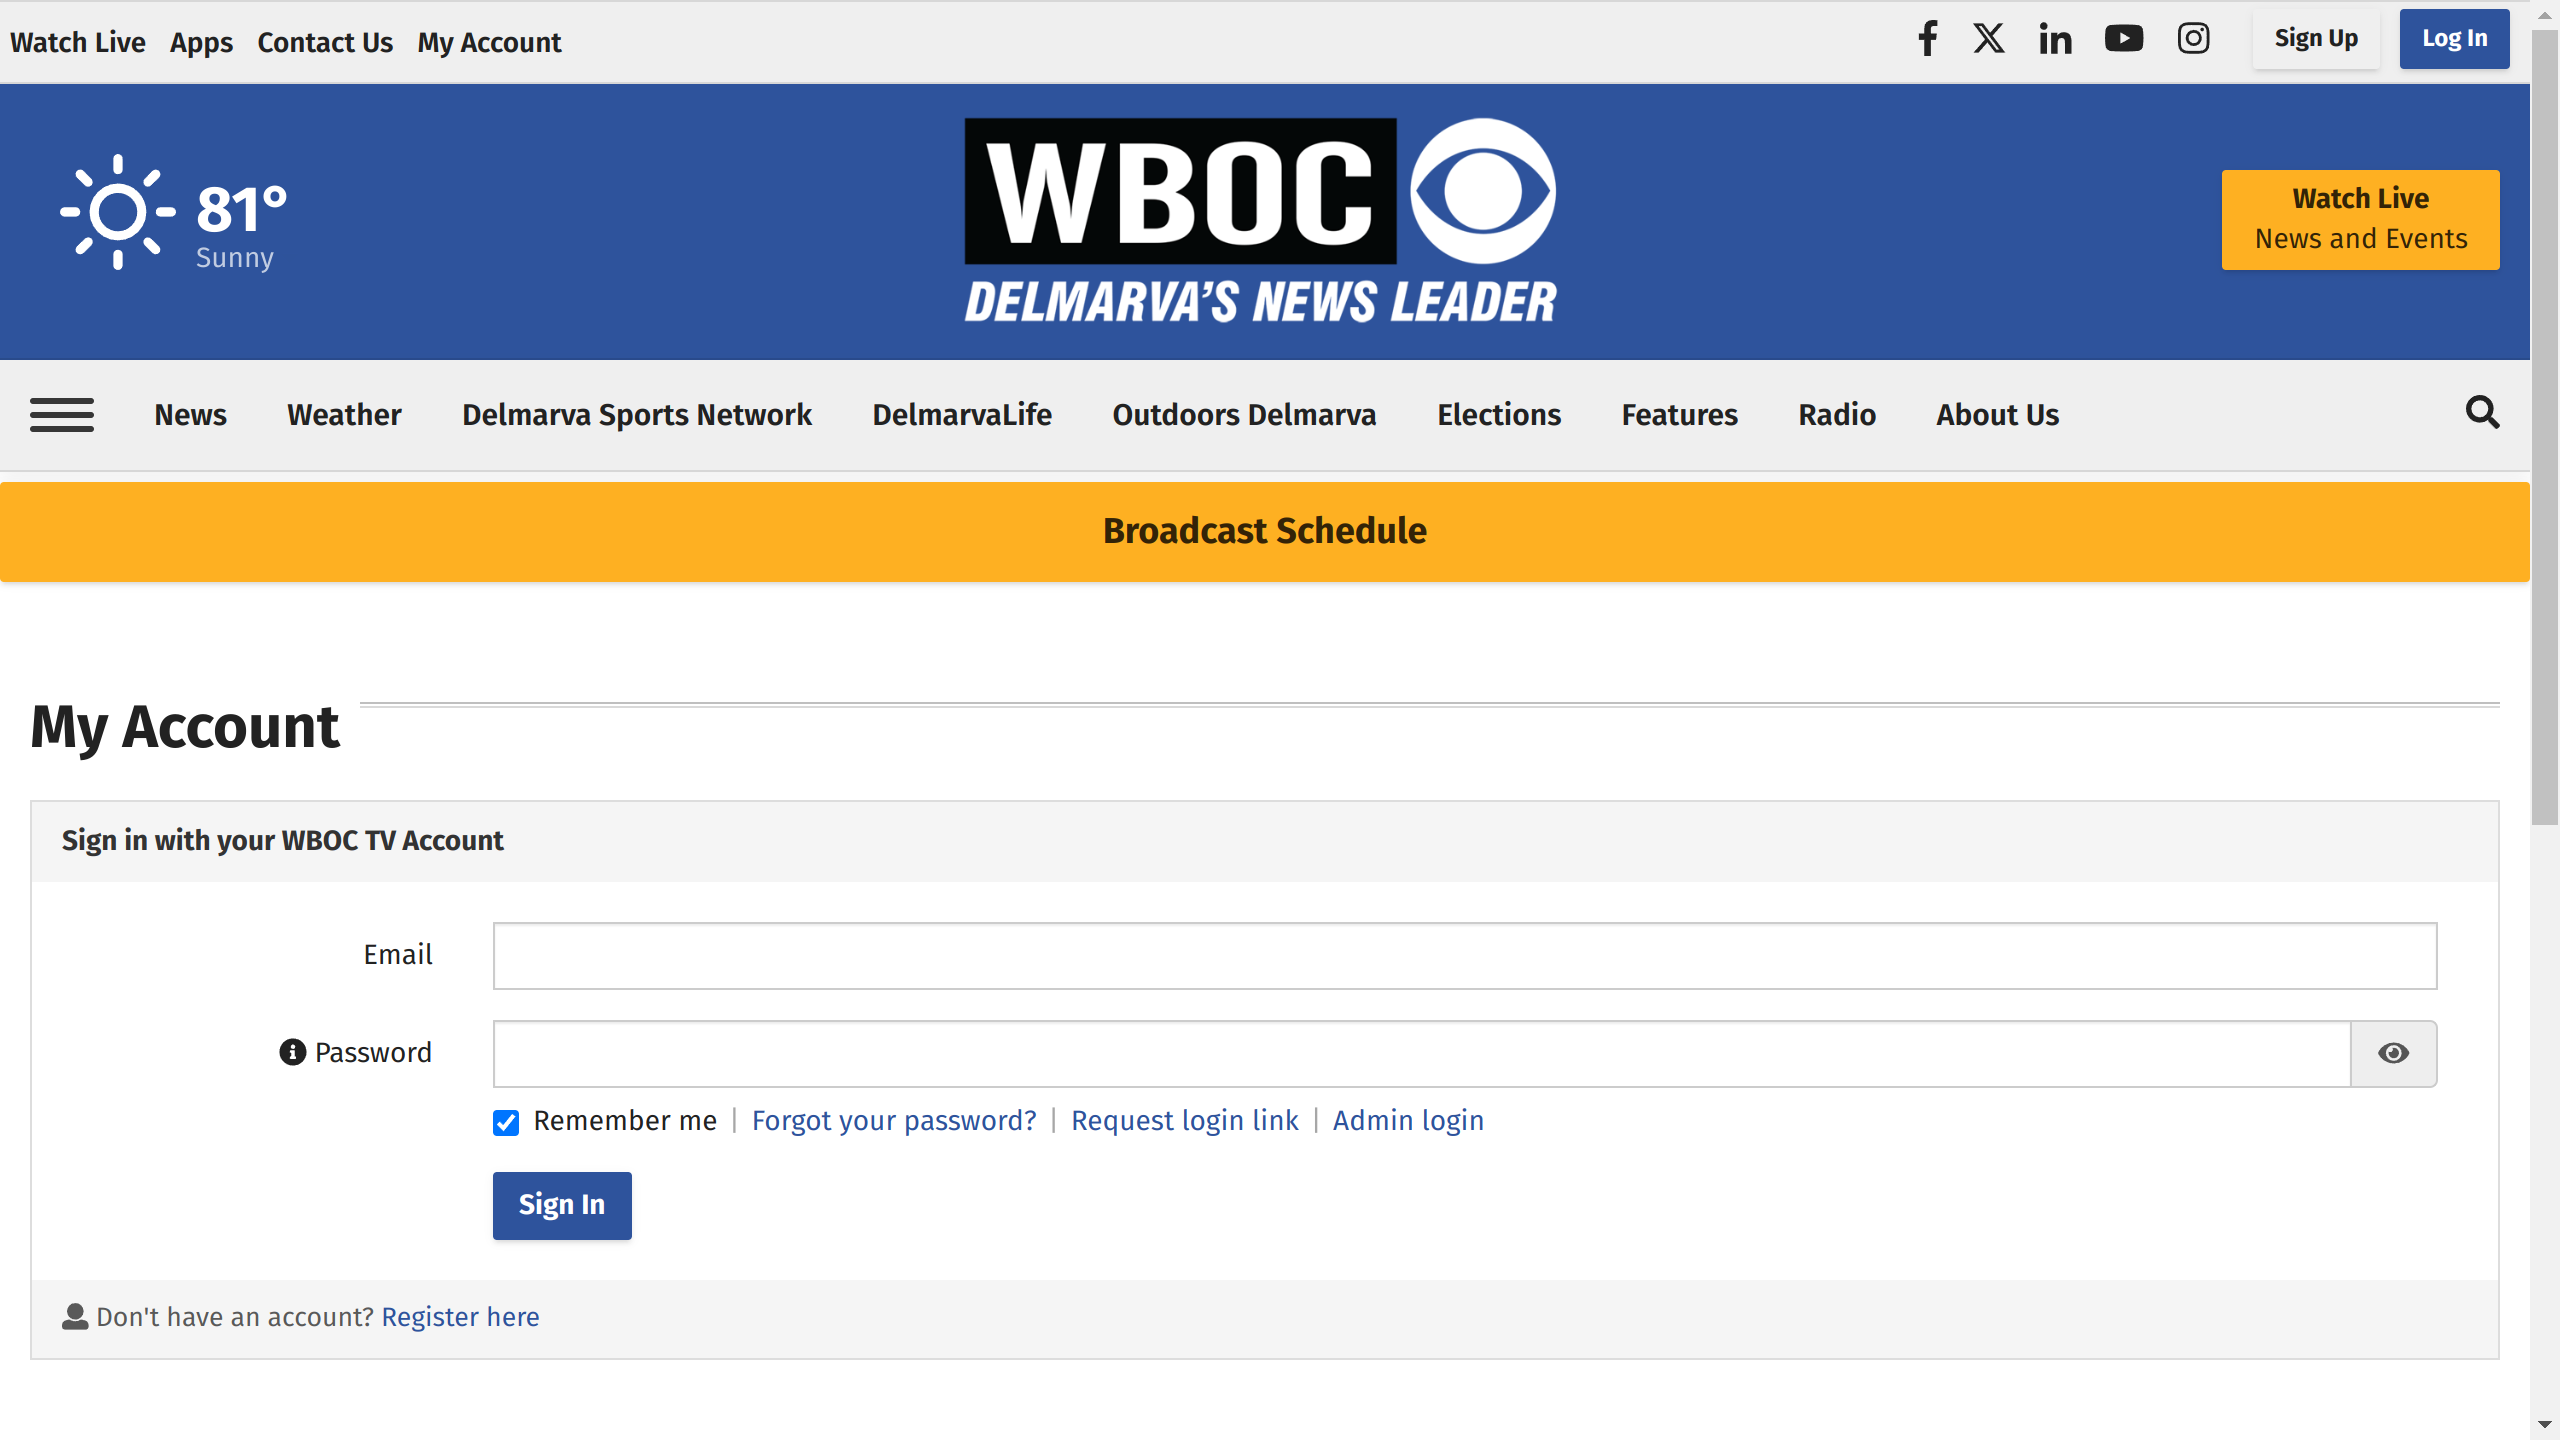 Watch Live Apps Contact Us My Account Sign Up Log In
81°
Sunny
WBOC
DELMARVA'S NEWS LEADER
Watch Live
News and Events
News Weather Delmarva Sports Network DelmarvaLife Outdoors Delmarva Elections Features Radio About Us
Broadcast Schedule
My Account
Sign in with your WBOC TV Account
Email
Password
Remember me | Forgot your password? | Request login link | Admin login
Sign In
Don't have an account? Register here